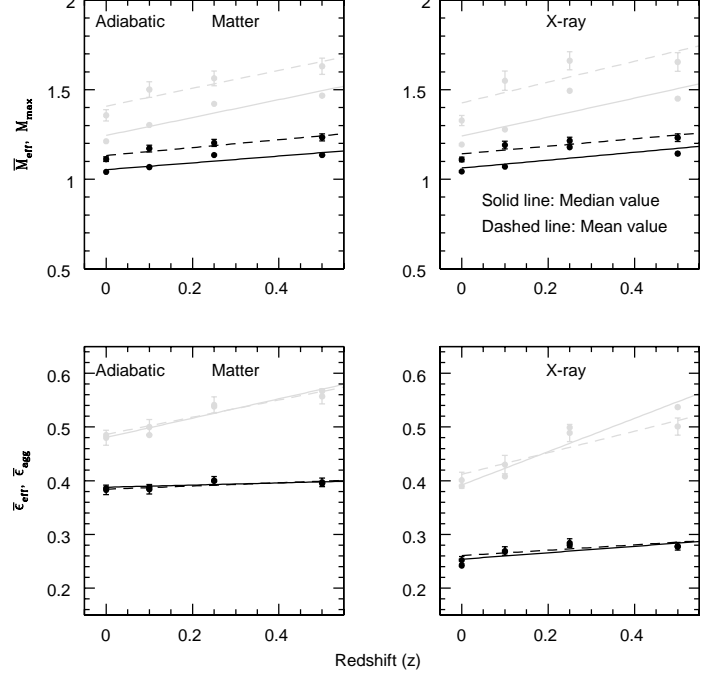 2
2
Adiabatic Matter
X-ray
1.5
1.5
M̅eff, Mmax
1
1
Solid line: Median value
Dashed line: Mean value
0.5
0.5
0 0.2 0.4
0 0.2 0.4
Adiabatic Matter
X-ray
0.6
0.6
0.5
0.5
ϵ̅eff, ϵ̅agg
0.4
0.4
0.3
0.3
0.2
0.2
0 0.2 0.4
0 0.2 0.4
Redshift (z)